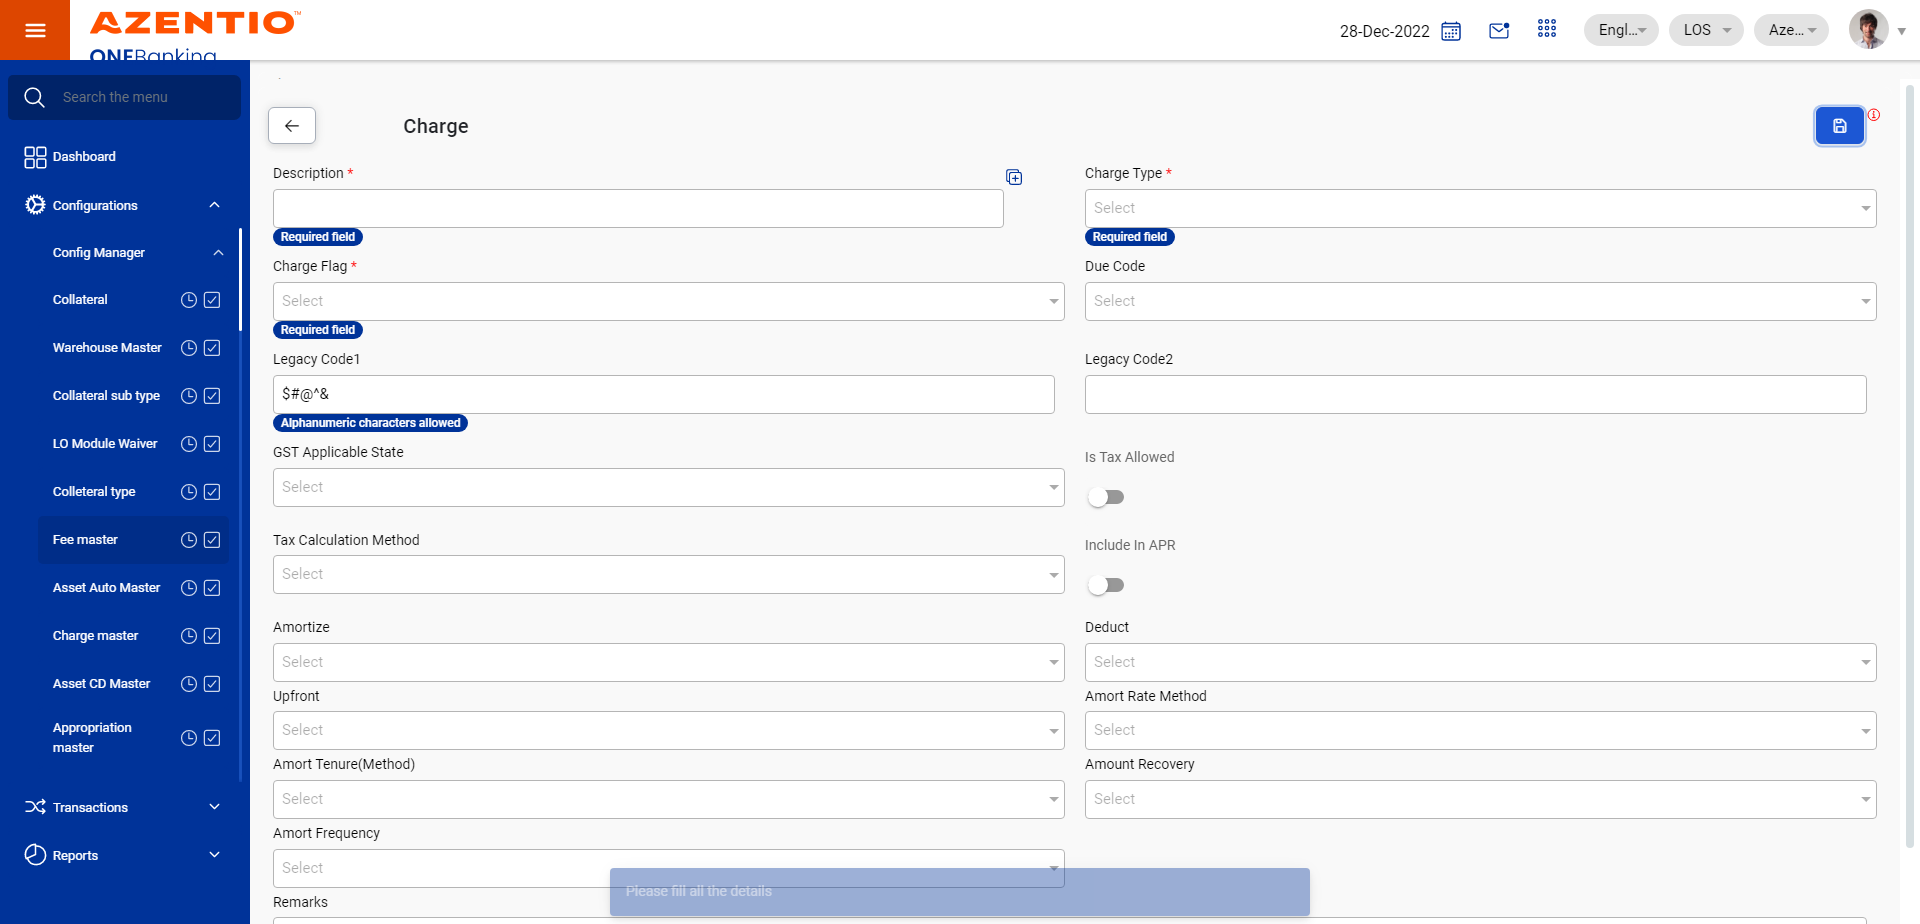 AZENTIO™
ONEBanking
28-Dec-2022
Engl...
LOS
Aze...
Search the menu
Dashboard
Configurations
Config Manager
Collateral
Warehouse Master
Collateral sub type
LO Module Waiver
Colleteral type
Fee master
Asset Auto Master
Charge master
Asset CD Master
Appropriation
master
Transactions
Reports
Charge
Description *
Required field
Charge Type *
Select
Required field
Charge Flag *
Select
Required field
Due Code
Select
Legacy Code1
$#@^&
Alphanumeric characters allowed
Legacy Code2
GST Applicable State
Select
Is Tax Allowed
Tax Calculation Method
Select
Include In APR
Amortize
Select
Deduct
Select
Upfront
Select
Amort Rate Method
Select
Amort Tenure(Method)
Select
Amount Recovery
Select
Amort Frequency
Select
Please fill all the details
Remarks